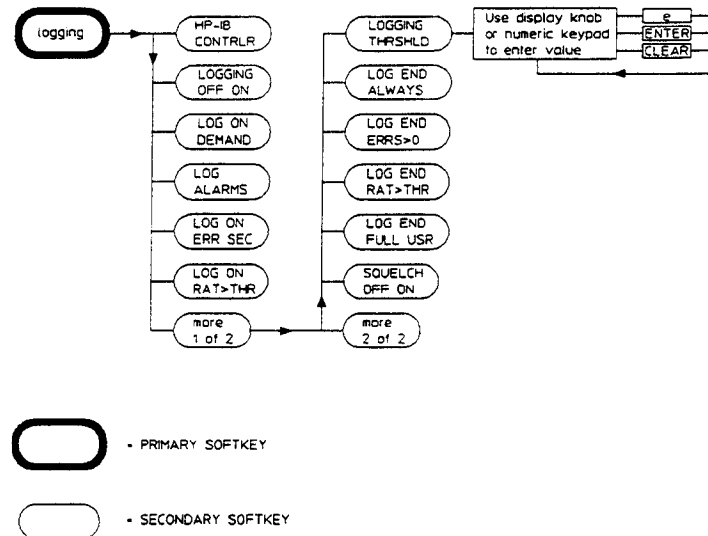 logging
HP-IB
CONTRLR
LOGGING
OFF ON
LOG ON
DEMAND
LOG
ALARMS
LOG ON
ERR SEC
LOG ON
RAT>THR
more
1 of 2
LOGGING
THRSHLD
LOG END
ALWAYS
LOG END
ERRS>0
LOG END
RAT>THR
LOG END
FULL USR
SQUELCH
OFF ON
more
2 of 2
Use display knob
or numeric keypad
to enter value
e
ENTER
CLEAR
- PRIMARY SOFTKEY
- SECONDARY SOFTKEY